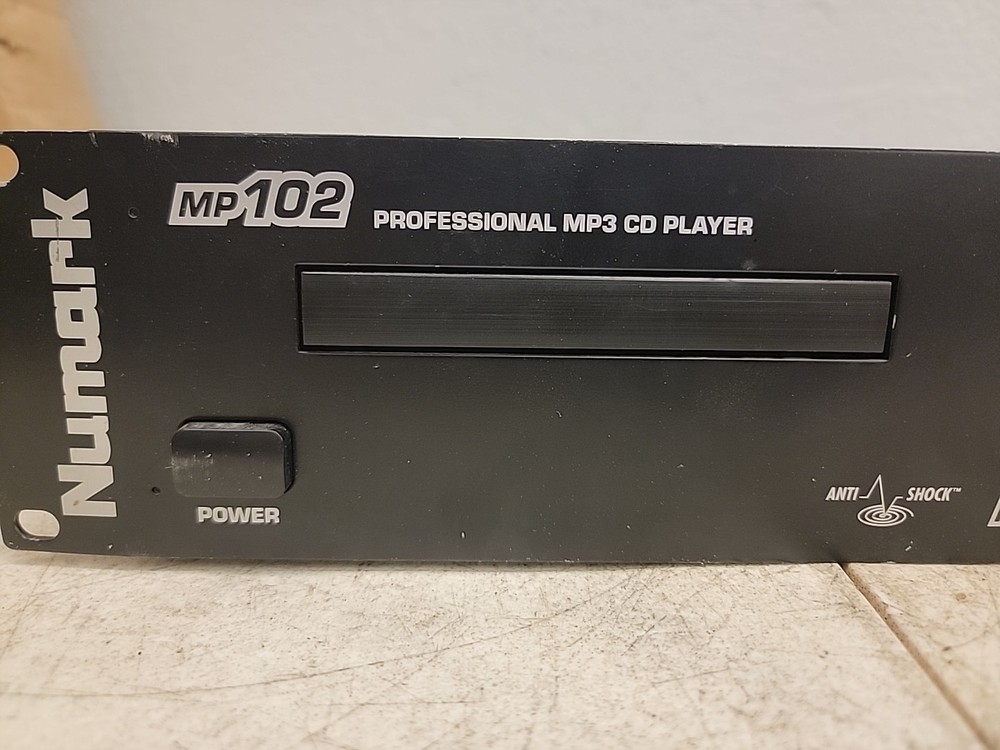 Numark
MP102
PROFESSIONAL MP3 CD PLAYER
POWER
ANTI SHOCK™